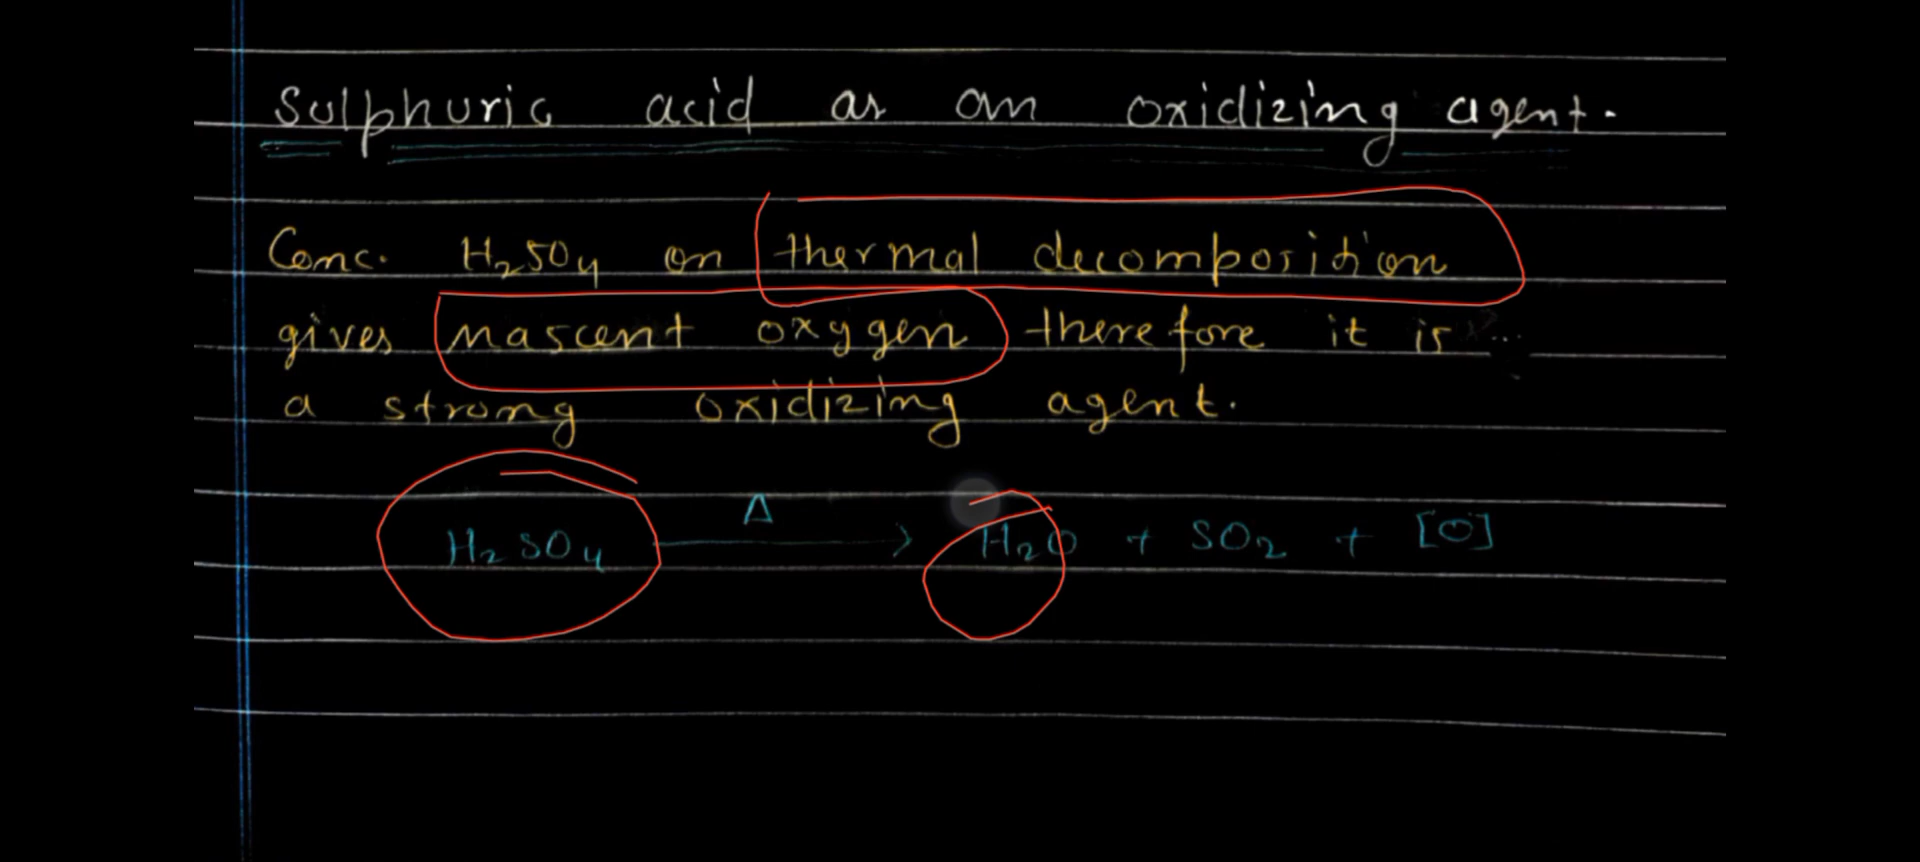 Sulphuric acid as an oxidizing agent.
Conc. H₂SO₄ on thermal decomposition
gives nascent oxygen therefore it is
a strong oxidizing agent.
H₂SO₄ —Δ→ H₂O + SO₂ + [O]